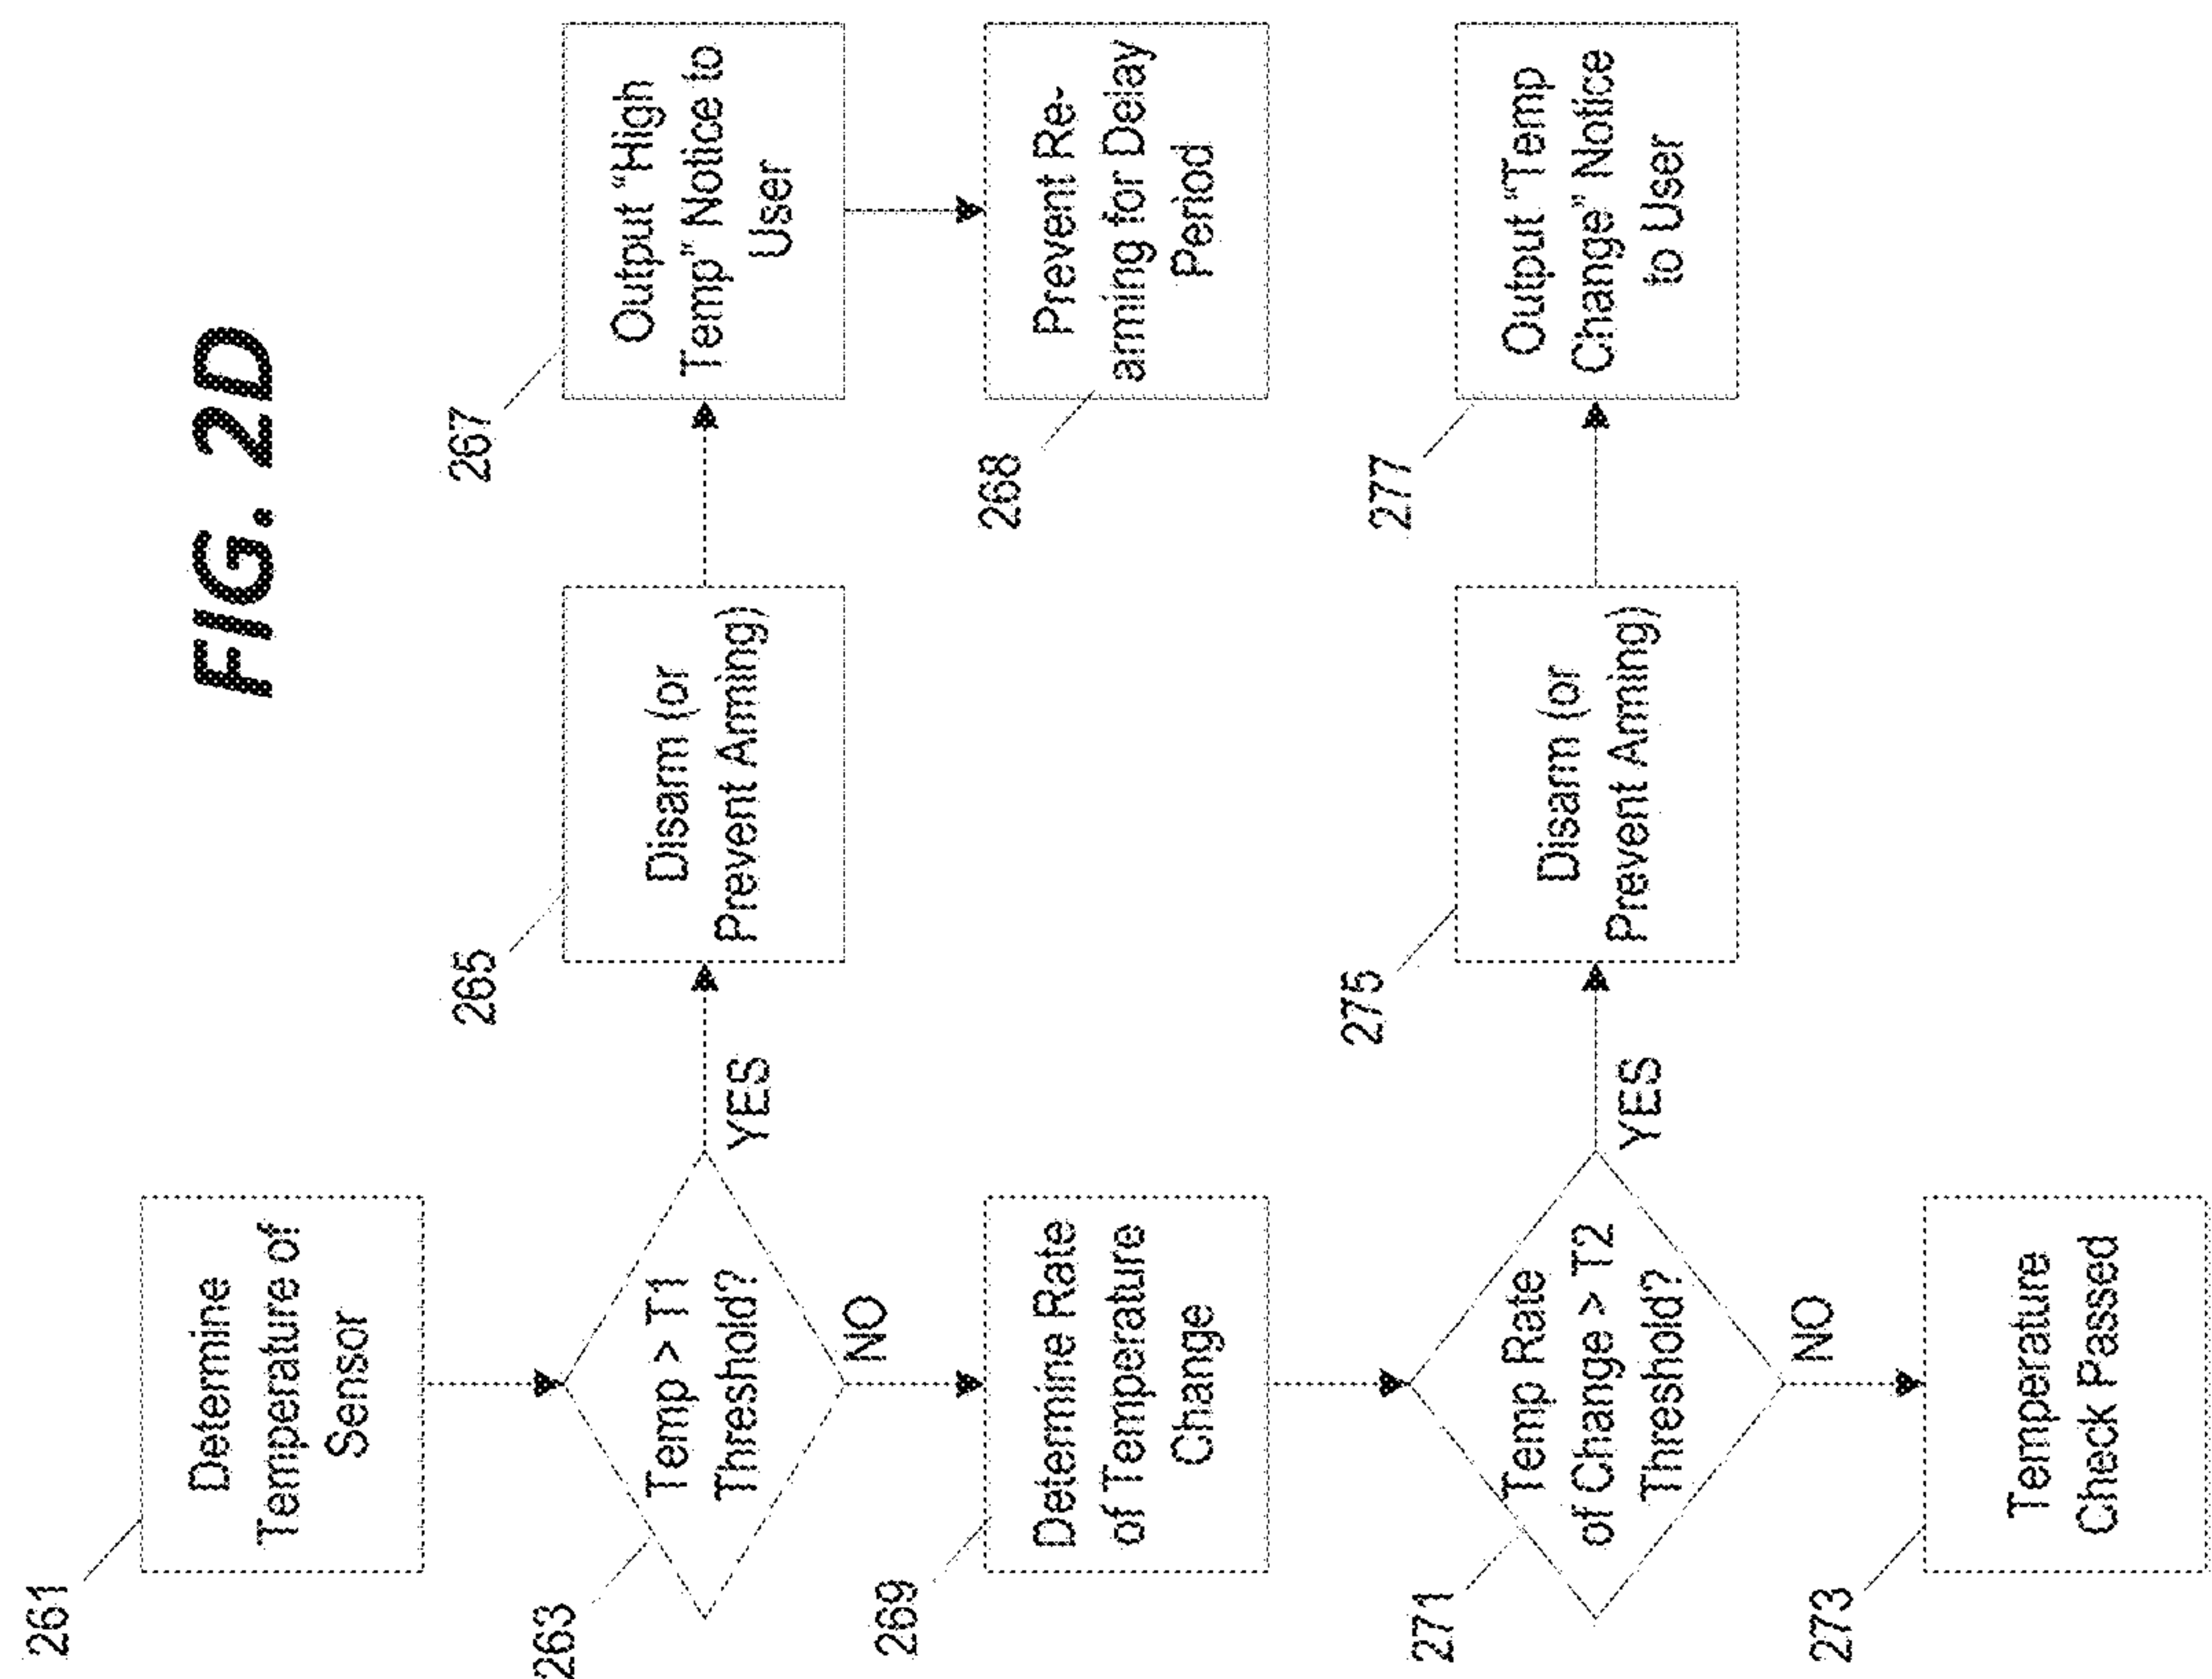 FIG. 2D
261
Determine
Temperature of
Sensor
263
Temp > T1
Threshold?
YES
NO
265
Disarm (or
Prevent Arming)
267
Output "High
Temp" Notice to
User
268
Prevent Re-
arming for Delay
Period
269
Determine Rate
of Temperature
Change
271
Temp Rate
of Change > T2
Threshold?
YES
NO
275
Disarm (or
Prevent Arming)
277
Output "Temp
Change" Notice
to User
273
Temperature
Check Passed